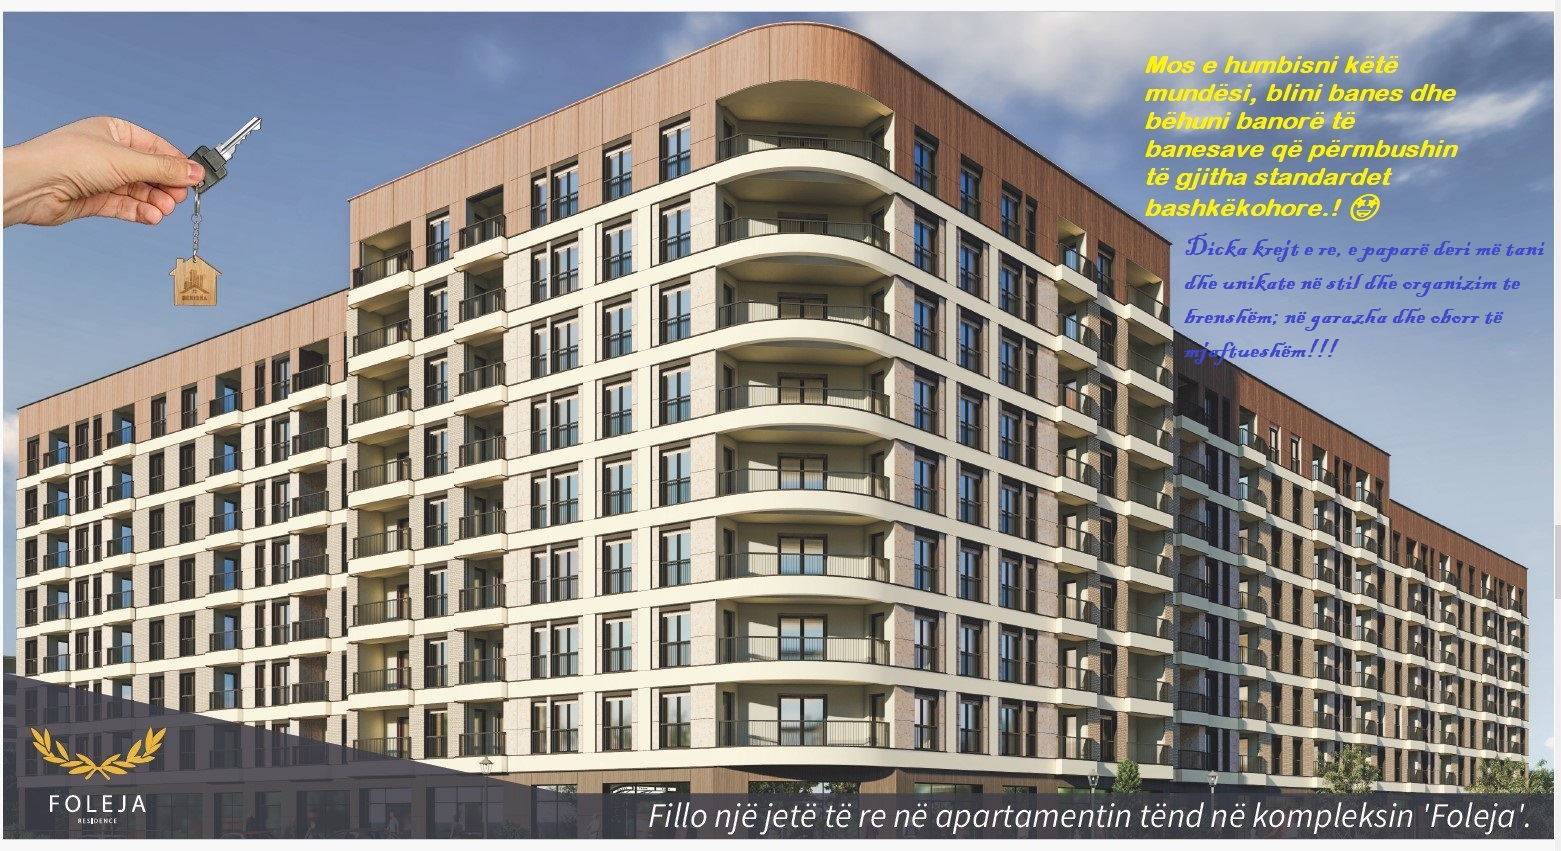 Mos e humbisni këtë
mundësi, blini banes dhe
bëhuni banorë të
banesave që përmbushin
të gjitha standardet
bashkëkohore.! 🤩
Dicka krejt e re, e paparë deri më tani
dhe unikate në stil dhe organizim te
brenshëm; në garazha dhe oborr të
mjaftueshëm!!!
FOLEJA
RESIDENCE
Fillo një jetë të re në apartamentin tënd në kompleksin 'Foleja'.